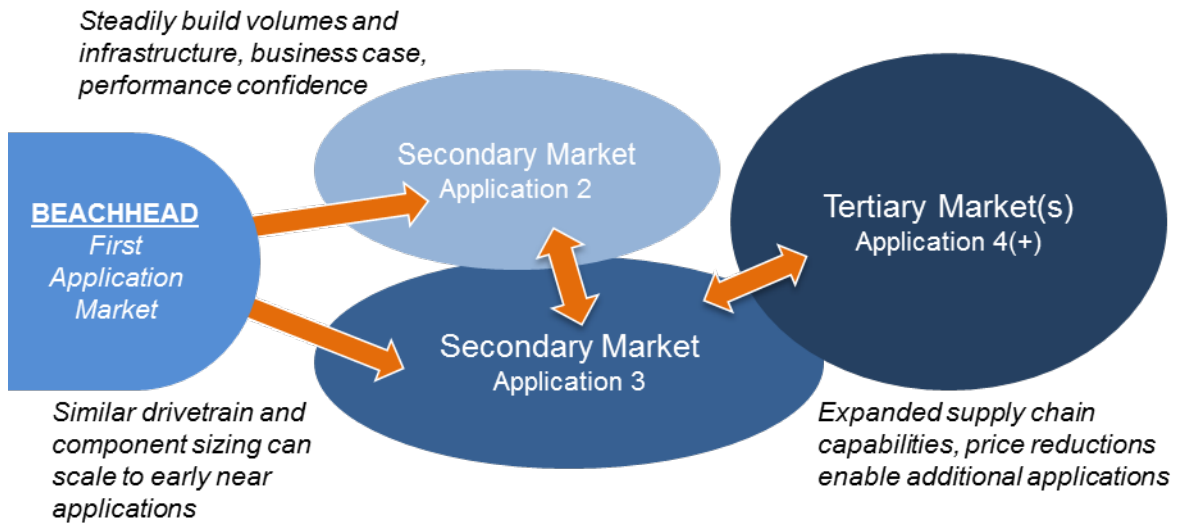 Steadily build volumes and
infrastructure, business case,
performance confidence
BEACHHEAD
First
Application
Market
Secondary Market
Application 2
Secondary Market
Application 3
Tertiary Market(s)
Application 4(+)
Similar drivetrain and
component sizing can
scale to early near
applications
Expanded supply chain
capabilities, price reductions
enable additional applications